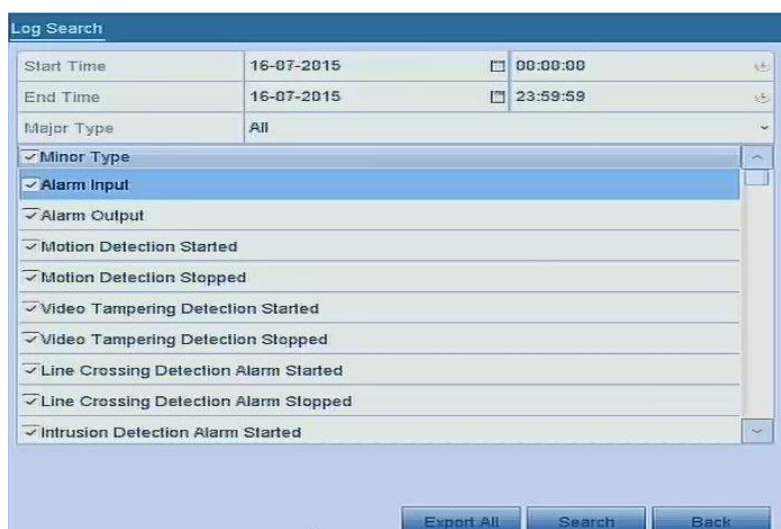 Log Search
Start Time 16-07-2015 00:00:00
End Time 16-07-2015 23:59:59
Major Type All
Minor Type
Alarm Input
Alarm Output
Motion Detection Started
Motion Detection Stopped
Video Tampering Detection Started
Video Tampering Detection Stopped
Line Crossing Detection Alarm Started
Line Crossing Detection Alarm Stopped
Intrusion Detection Alarm Started
Export All Search Back